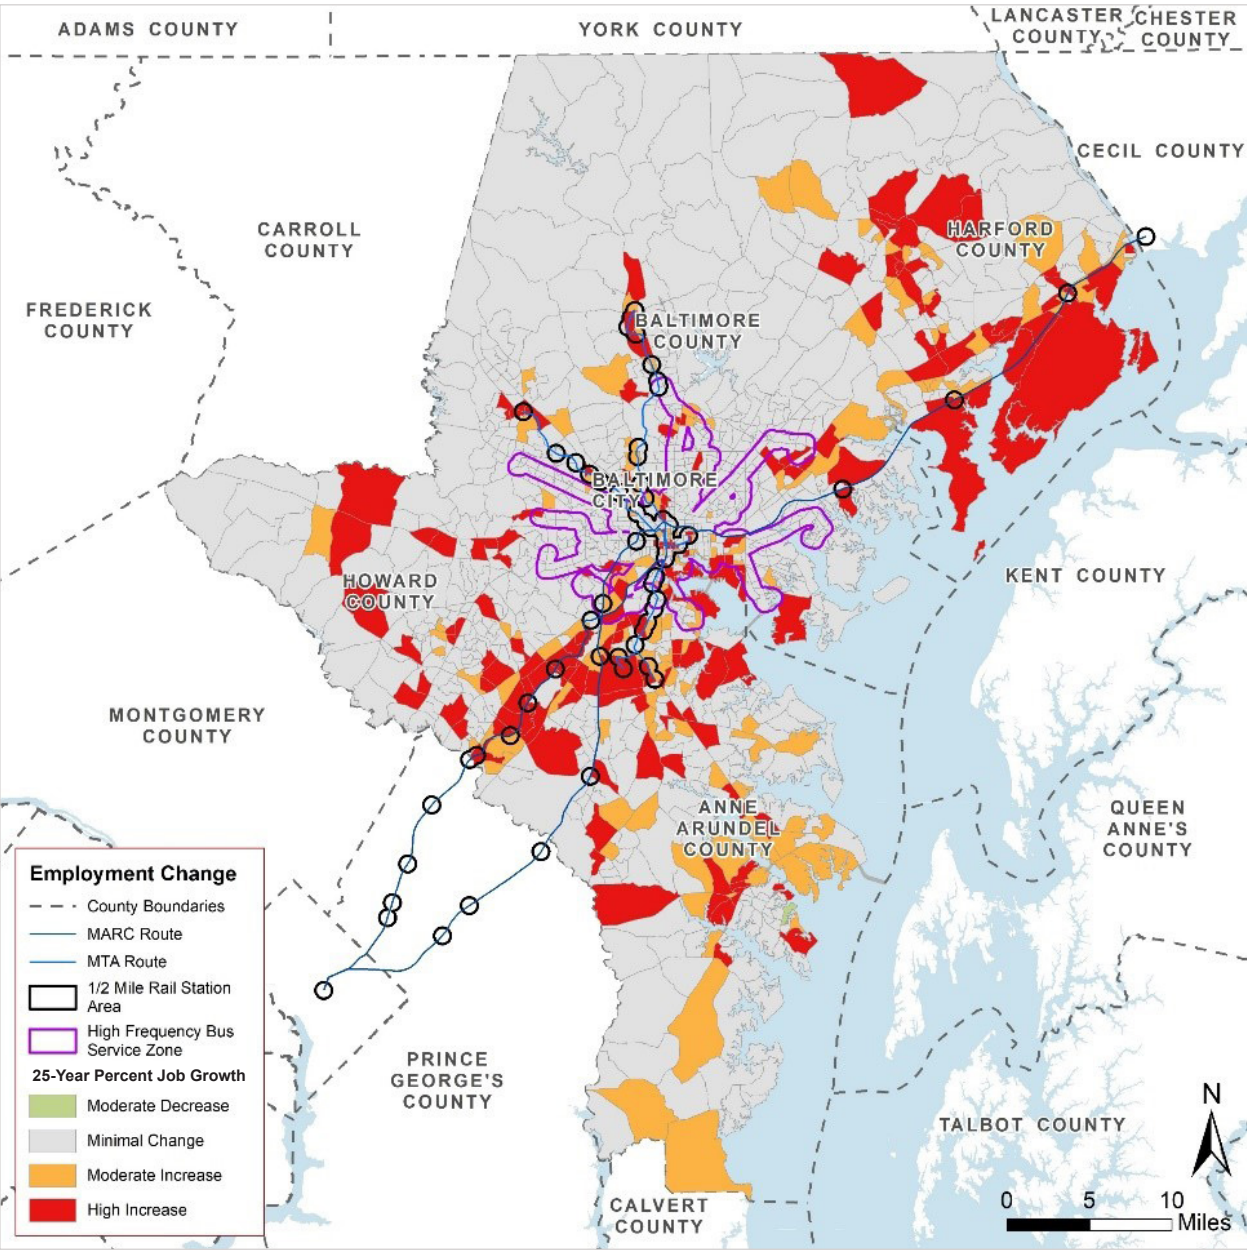 ADAMS COUNTY
YORK COUNTY
LANCASTER
COUNTY
CHESTER
COUNTY
CECIL COUNTY
CARROLL
COUNTY
HARFORD
COUNTY
FREDERICK
COUNTY
BALTIMORE
COUNTY
BALTIMORE
CITY
HOWARD
COUNTY
KENT COUNTY
MONTGOMERY
COUNTY
ANNE
ARUNDEL
COUNTY
QUEEN
ANNE'S
COUNTY
PRINCE
GEORGE'S
COUNTY
TALBOT COUNTY
CALVERT
COUNTY
Employment Change
County Boundaries
MARC Route
MTA Route
1/2 Mile Rail Station
Area
High Frequency Bus
Service Zone
25-Year Percent Job Growth
Moderate Decrease
Minimal Change
Moderate Increase
High Increase
N
0 5 10
Miles